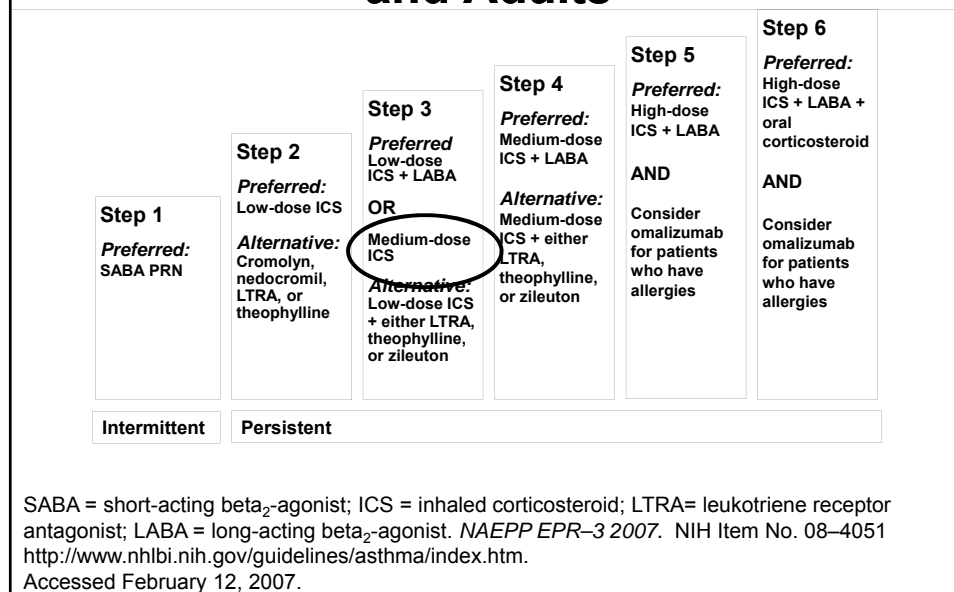 and Adults
Step 1
Preferred:
SABA PRN
Step 2
Preferred:
Low-dose ICS
Alternative:
Cromolyn,
nedocromil,
LTRA, or
theophylline
Step 3
Preferred
Low-dose
ICS + LABA
OR
Medium-dose
ICS
Alternative:
Low-dose ICS
+ either LTRA,
theophylline,
or zileuton
Step 4
Preferred:
Medium-dose
ICS + LABA
Alternative:
Medium-dose
ICS + either
LTRA,
theophylline,
or zileuton
Step 5
Preferred:
High-dose
ICS + LABA
AND
Consider
omalizumab
for patients
who have
allergies
Step 6
Preferred:
High-dose
ICS + LABA +
oral
corticosteroid
AND
Consider
omalizumab
for patients
who have
allergies
Intermittent
Persistent
SABA = short-acting beta₂-agonist; ICS = inhaled corticosteroid; LTRA= leukotriene receptor
antagonist; LABA = long-acting beta₂-agonist. NAEPP EPR–3 2007. NIH Item No. 08–4051
http://www.nhlbi.nih.gov/guidelines/asthma/index.htm.
Accessed February 12, 2007.